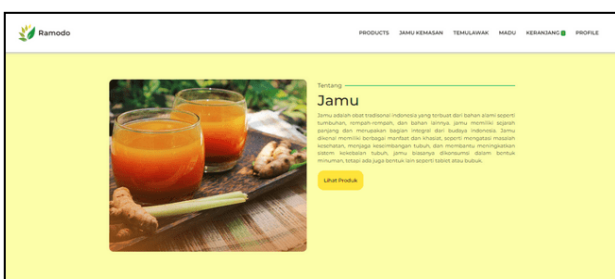 Ramodo
PRODUCTS JAMU KEMASAN TEMULAWAK MADU KERANJANG PROFILE
Tentang
Jamu
Jamu adalah obat tradisional Indonesia yang terbuat dari bahan alami seperti
tumbuhan, rempah-rempah, dan bahan lainnya. jamu memiliki sejarah
panjang dan merupakan bagian integral dari budaya Indonesia. Jamu
dikenal memiliki berbagai manfaat dan khasiat, seperti mengatasi masalah
kesehatan, menjaga keseimbangan tubuh, dan membantu meningkatkan
sistem kekebalan tubuh, jamu biasanya dikonsumsi dalam bentuk
minuman, tetapi ada juga bentuk lain seperti tablet atau bubuk.
Lihat Produk